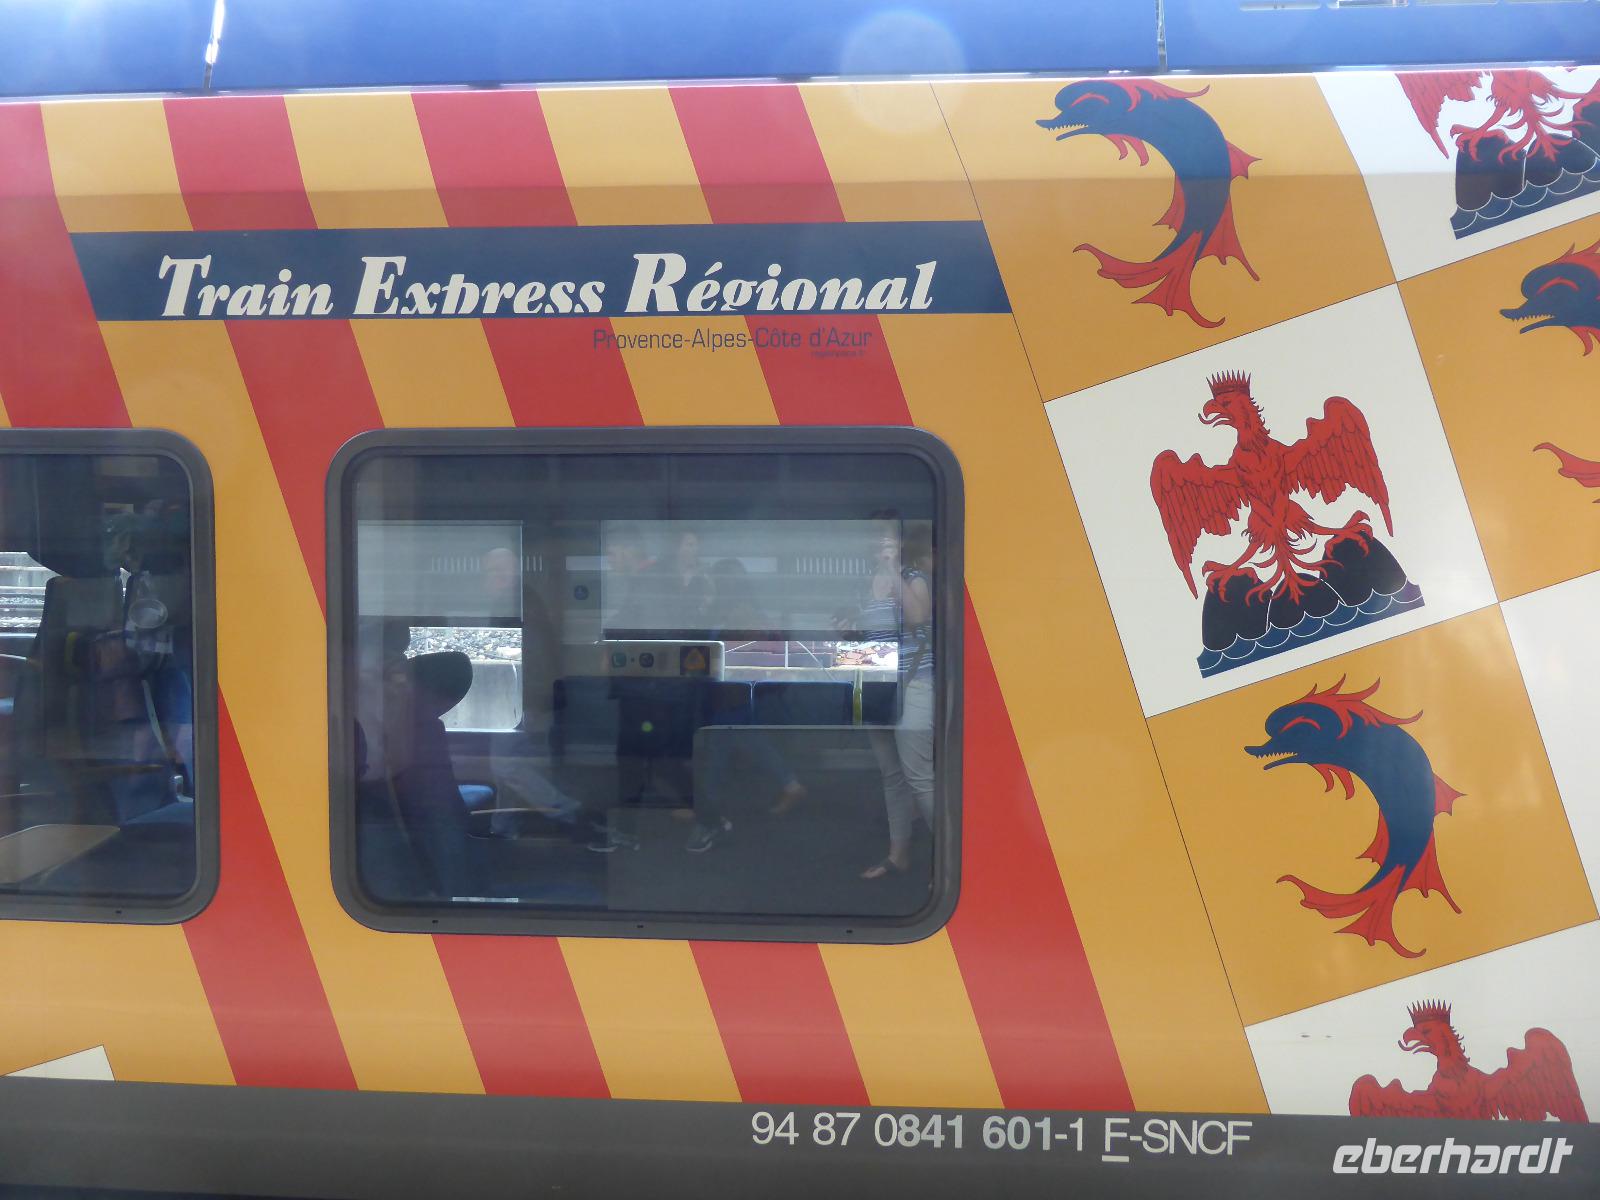 Train Express Régional
Provence-Alpes-Côte d'Azur
94 87 0841 601-1 F-SNCF
eberhardt